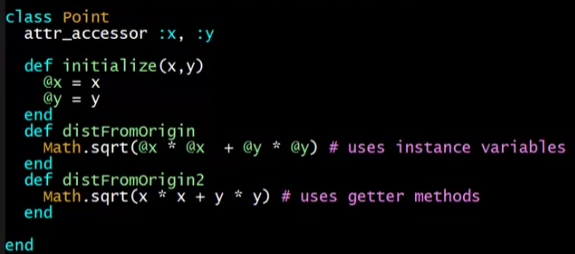 class Point
  attr_accessor :x, :y

  def initialize(x,y)
    @x = x
    @y = y
  end
  def distFromOrigin
    Math.sqrt(@x * @x  + @y * @y) # uses instance variables
  end
  def distFromOrigin2
    Math.sqrt(x * x + y * y) # uses getter methods
  end

end